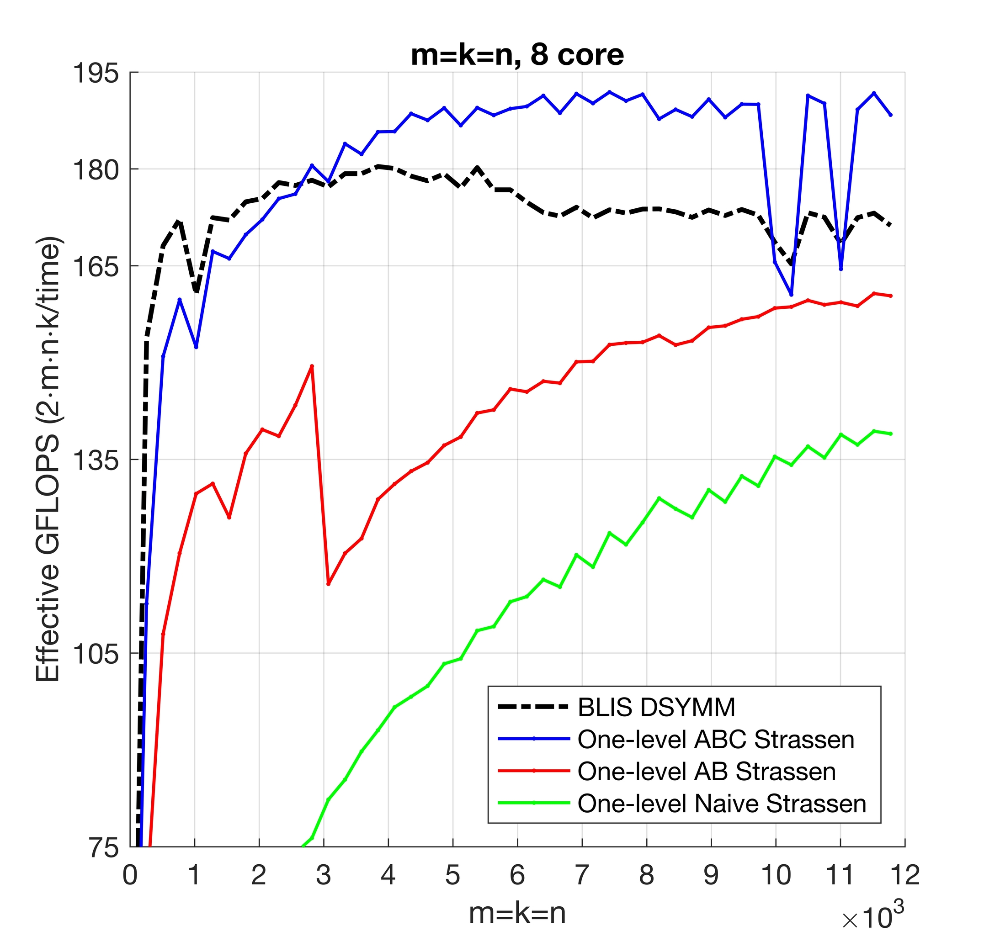 m=k=n, 8 core
Effective GFLOPS (2·m·n·k/time)
195
180
165
135
105
75
BLIS DSYMM
One-level ABC Strassen
One-level AB Strassen
One-level Naive Strassen
0 1 2 3 4 5 6 7 8 9 10 11 12
m=k=n
×10³